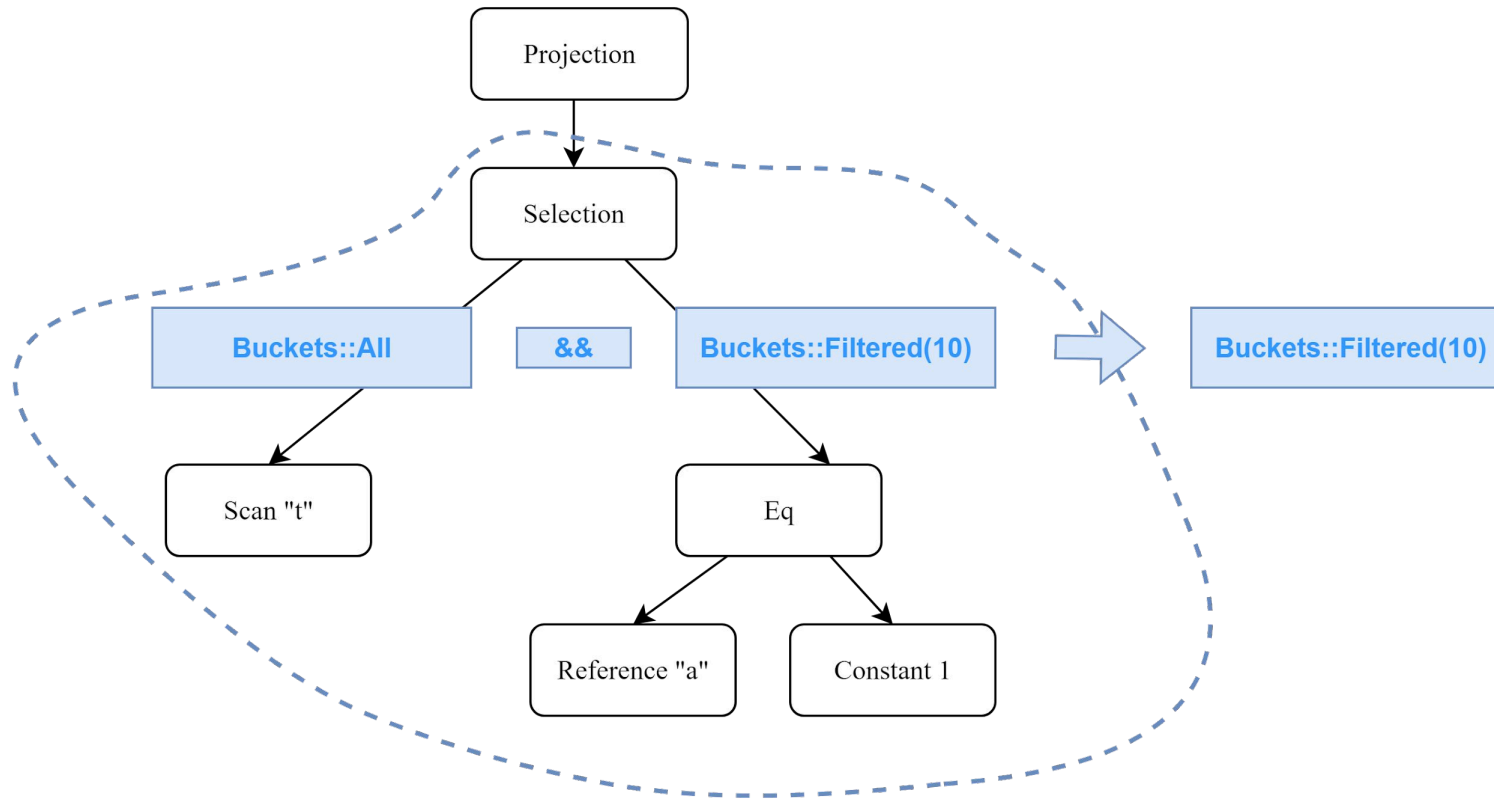 Projection
Selection
Buckets::All
&&
Buckets::Filtered(10)
Buckets::Filtered(10)
Scan "t"
Eq
Reference "a"
Constant 1